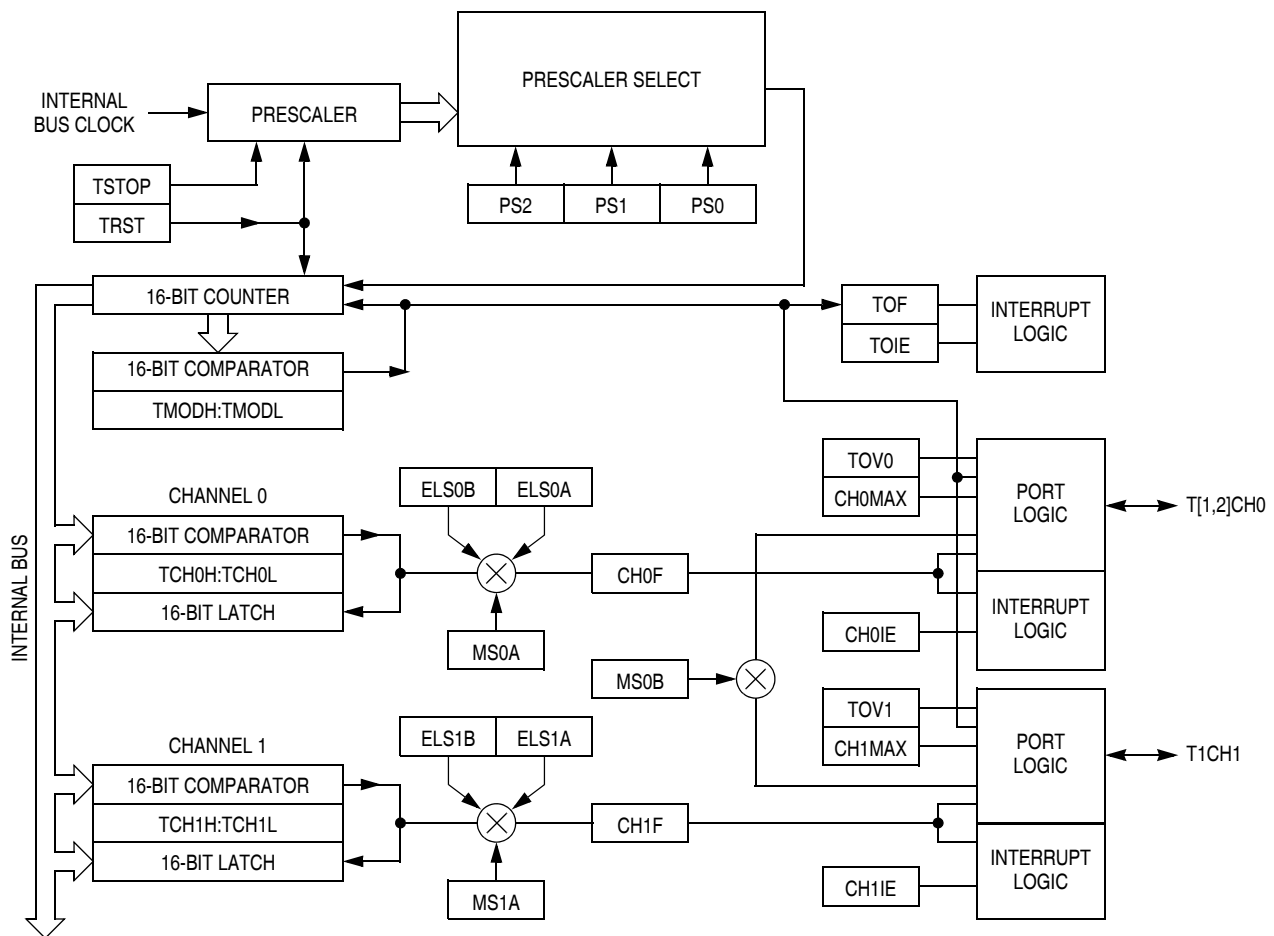 PRESCALER SELECT
INTERNAL
BUS CLOCK
PRESCALER
TSTOP
TRST
PS2
PS1
PS0
16-BIT COUNTER
TOF
TOIE
INTERRUPT
LOGIC
16-BIT COMPARATOR
TMODH:TMODL
TOV0
CH0MAX
PORT
LOGIC
T[1,2]CH0
CHANNEL 0
ELS0B
ELS0A
16-BIT COMPARATOR
TCH0H:TCH0L
16-BIT LATCH
CH0F
MS0A
INTERRUPT
LOGIC
CH0IE
MS0B
INTERNAL BUS
TOV1
CH1MAX
PORT
LOGIC
T1CH1
CHANNEL 1
ELS1B
ELS1A
16-BIT COMPARATOR
TCH1H:TCH1L
16-BIT LATCH
CH1F
MS1A
INTERRUPT
LOGIC
CH1IE